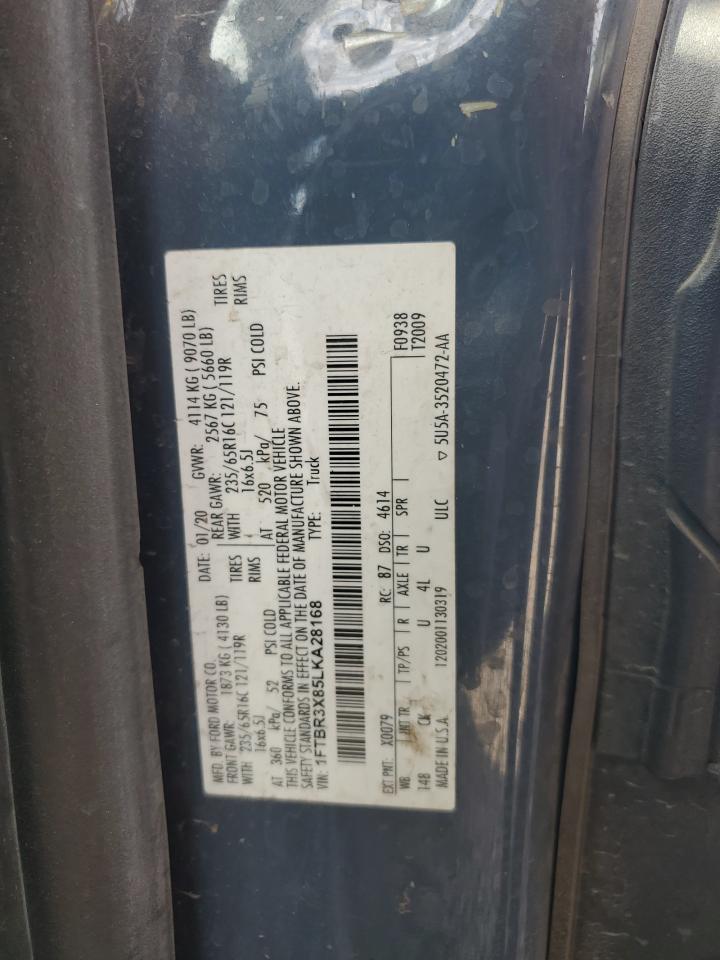 MFD. BY FORD MOTOR CO. DATE: 01/20 GVWR: 4114 KG ( 9070 LB)
FRONT GAWR: 1873 KG ( 4130 LB) REAR GAWR: 2567 KG ( 5660 LB)
WITH 235/65R16C 121/119R TIRES WITH 235/65R16C 121/119R TIRES
16x6.5J RIMS 16x6.5J RIMS
AT 360 kPa/ 52 PSI COLD AT 520 kPa/ 75 PSI COLD
THIS VEHICLE CONFORMS TO ALL APPLICABLE FEDERAL MOTOR VEHICLE
SAFETY STANDARDS IN EFFECT ON THE DATE OF MANUFACTURE SHOWN ABOVE.
VIN: 1FTBR3X85LKA28168 TYPE: Truck
EXT PNT: X0079 RC: 87 DSO: 4614 F0938
WB INT TR TP/PS R AXLE TR SPR T2009
148 CK U 4L U ULC ▽ 5U5A-3520472-AA
MADE IN U.S.A. 1202001130319